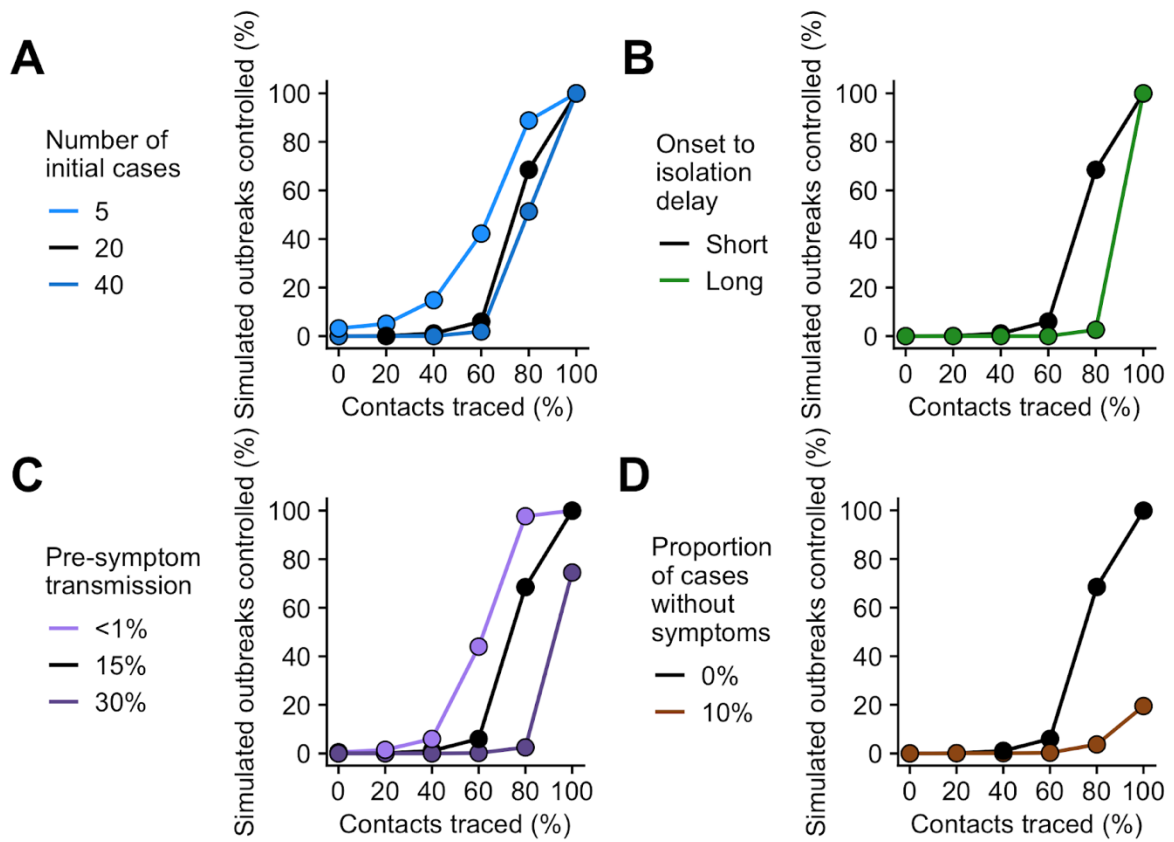 A
Simulated outbreaks controlled (%)
Number of
initial cases
5
20
40
100
80
60
40
20
0
0 20 40 60 80 100
Contacts traced (%)
B
Simulated outbreaks controlled (%)
Onset to
isolation
delay
Short
Long
100
80
60
40
20
0
0 20 40 60 80 100
Contacts traced (%)
C
Simulated outbreaks controlled (%)
Pre-symptom
transmission
<1%
15%
30%
100
80
60
40
20
0
0 20 40 60 80 100
Contacts traced (%)
D
Simulated outbreaks controlled (%)
Proportion
of cases
without
symptoms
0%
10%
100
80
60
40
20
0
0 20 40 60 80 100
Contacts traced (%)